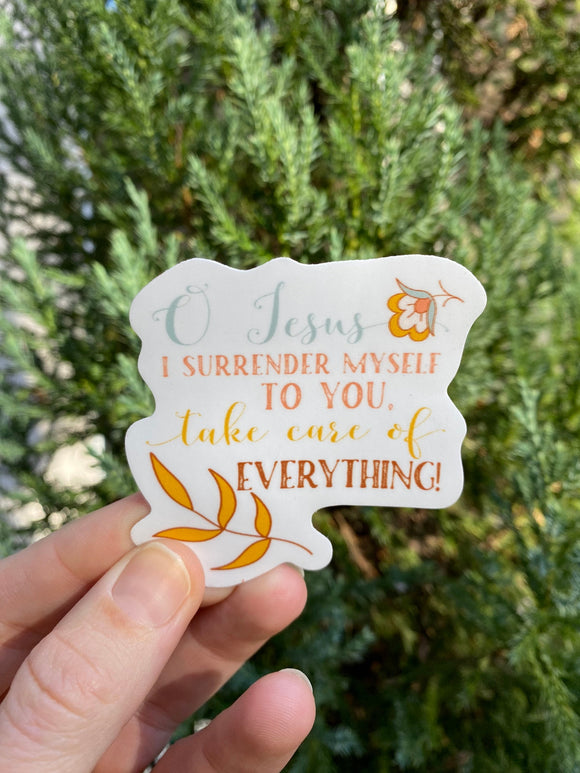 O Jesus
I SURRENDER MYSELF
TO YOU,
take care of
EVERYTHING!